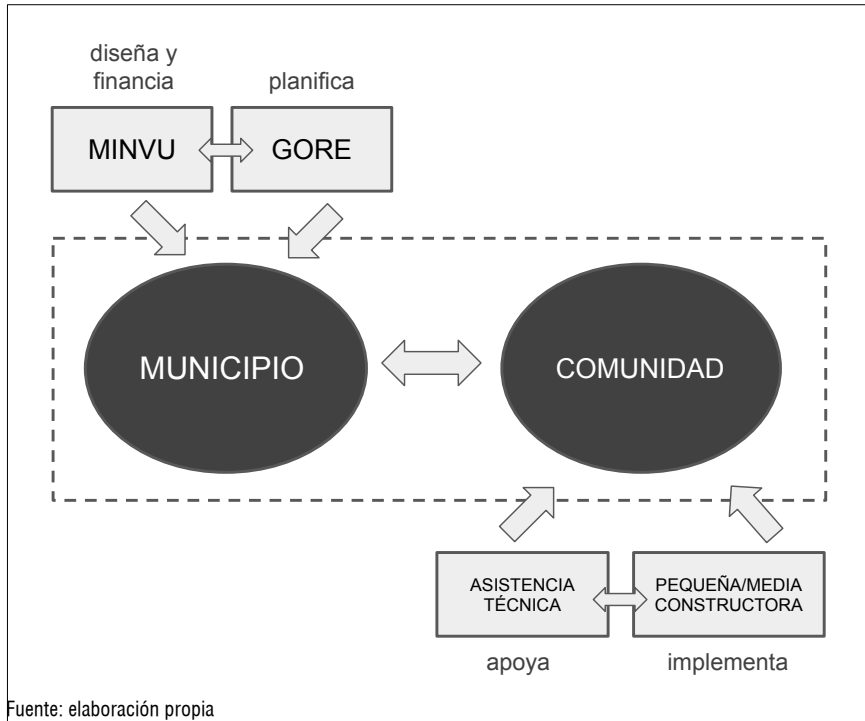 diseña y
financia
planifica
MINVU
GORE
MUNICIPIO
COMUNIDAD
ASISTENCIA
TÉCNICA
PEQUEÑA/MEDIA
CONSTRUCTORA
apoya
implementa
Fuente: elaboración propia